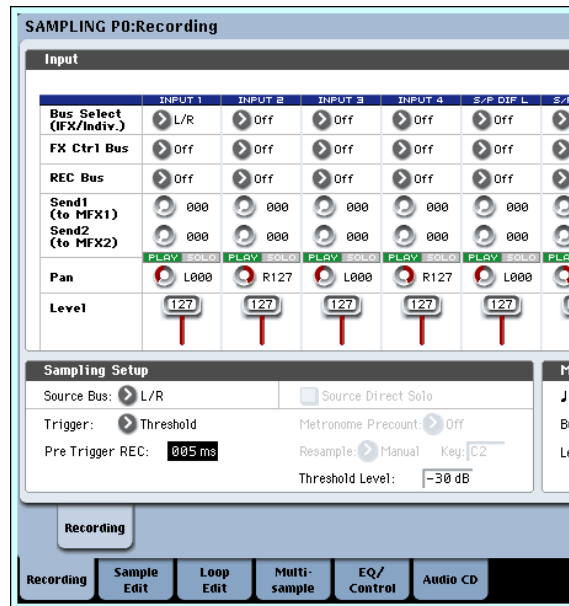 SAMPLING P0:Recording
Input
INPUT 1 INPUT 2 INPUT 3 INPUT 4 S/P DIF L S/P
Bus Select (IFX/Indiv.) L/R Off Off Off Off
FX Ctrl Bus Off Off Off Off Off
REC Bus Off Off Off Off Off
Send1 (to MFX1) 000 000 000 000 000
Send2 (to MFX2) 000 000 000 000 000
PLAY SOLO PLAY SOLO PLAY SOLO PLAY SOLO PLAY SOLO PLA
Pan L000 R127 L000 R127 L000
Level 127 127 127 127 127
Sampling Setup M
Source Bus: L/R Source Direct Solo
Trigger: Threshold Metronome Precount: Off B
Pre Trigger REC: 005 ms Resample: Manual Key: C2 Le
Threshold Level: -30 dB
Recording
Recording Sample Edit Loop Edit Multi-sample EQ/Control Audio CD